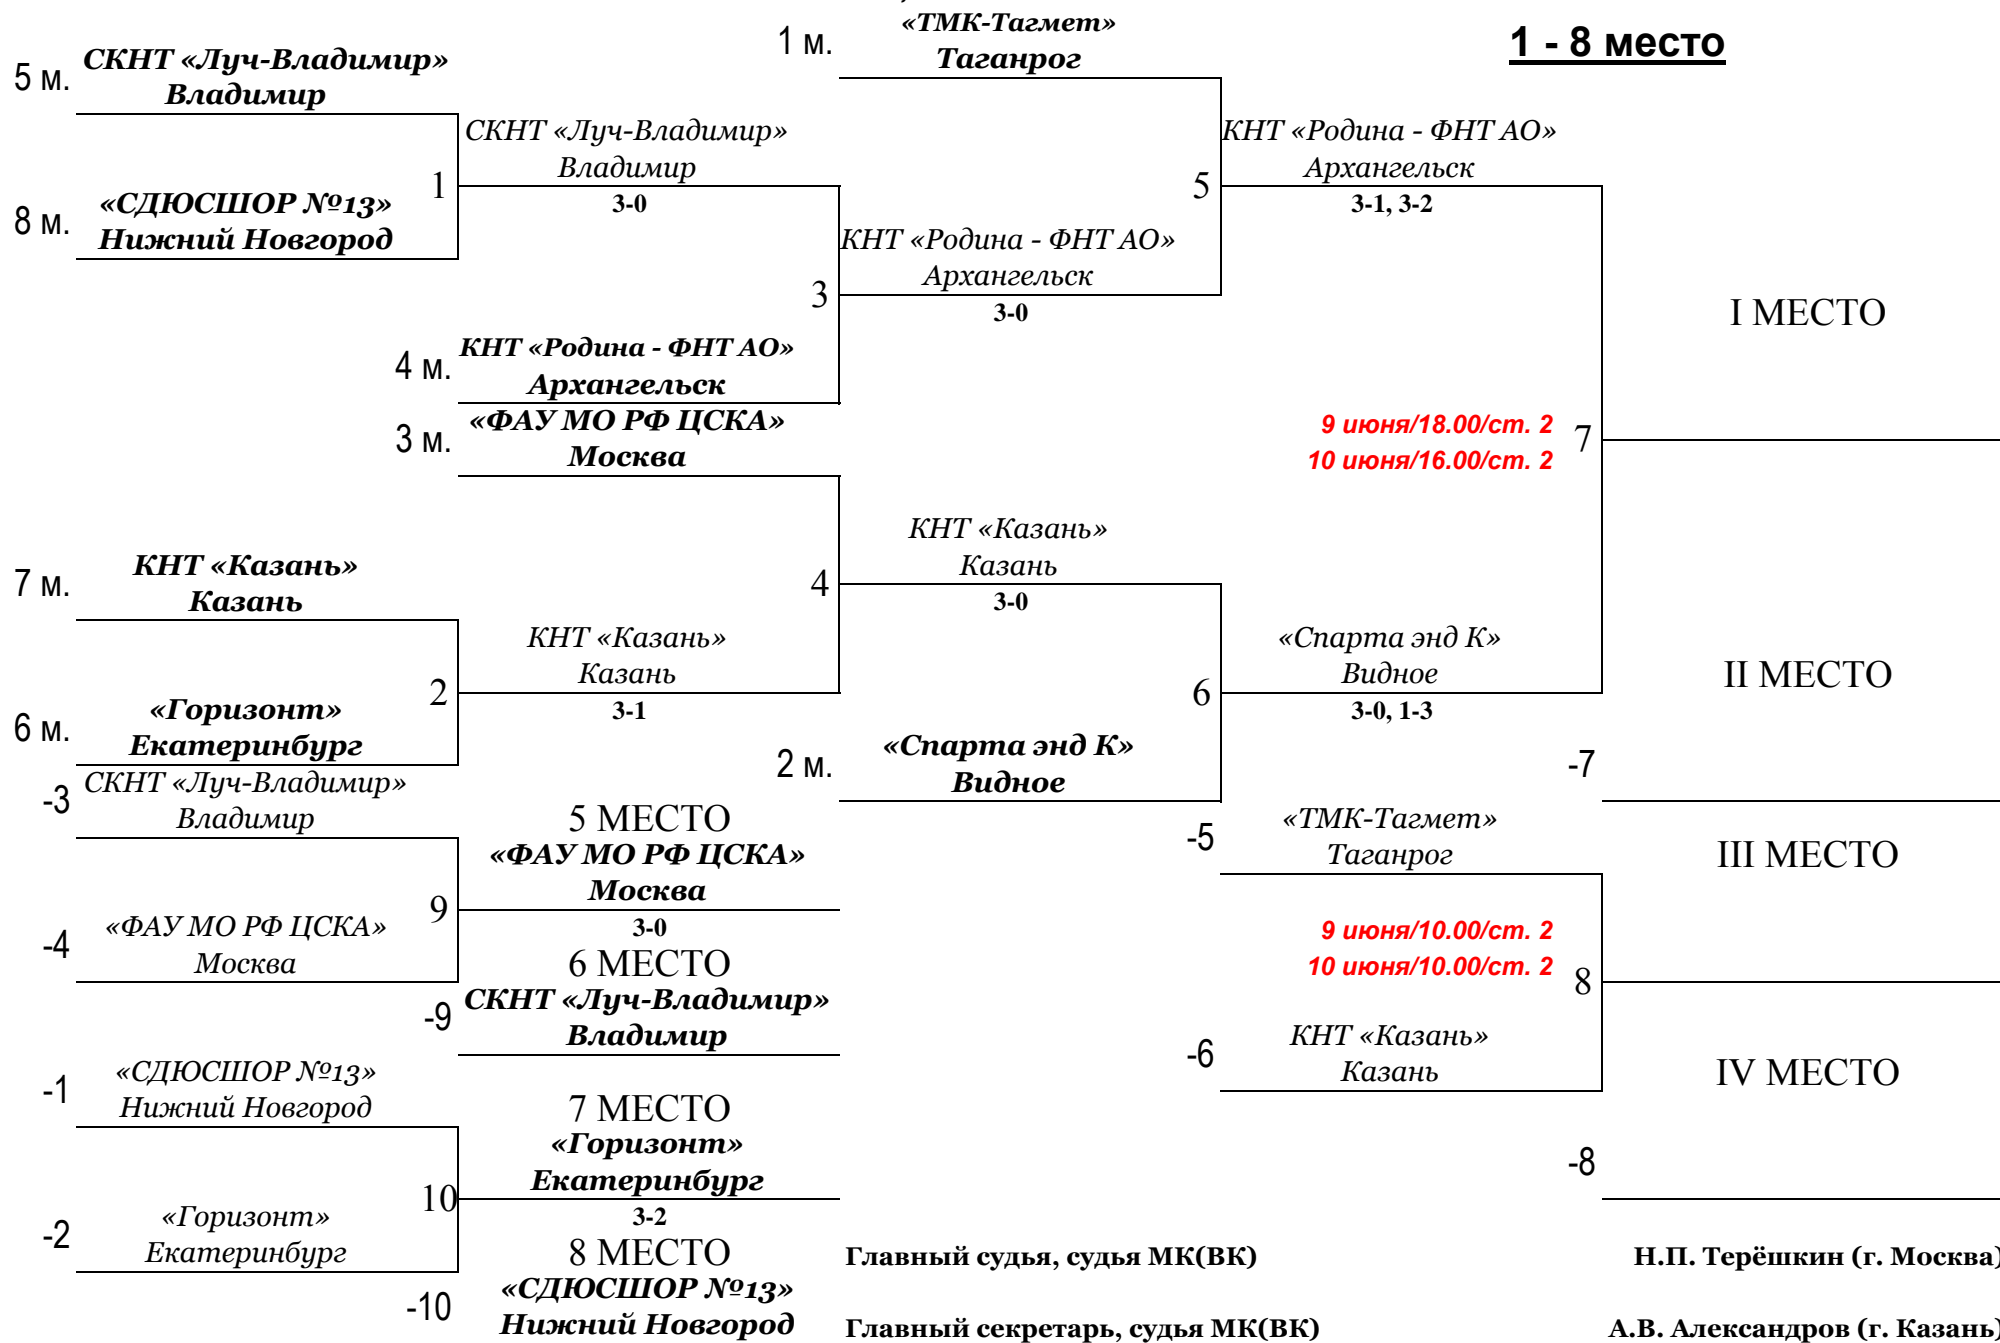 «ТМК-Тагмет»
1 м.
Таганрог
1 - 8 место
5 м.
СКНТ «Луч-Владимир»
Владимир
СКНТ «Луч-Владимир»
Владимир
1
3-0
8 м.
«СДЮСШОР №13»
Нижний Новгород
КНТ «Родина - ФНТ АО»
Архангельск
5
3-1, 3-2
КНТ «Родина - ФНТ АО»
Архангельск
3
3-0
I МЕСТО
4 м.
КНТ «Родина - ФНТ АО»
Архангельск
3 м.
«ФАУ МО РФ ЦСКА»
Москва
9 июня/18.00/ст. 2
10 июня/16.00/ст. 2
7
КНТ «Казань»
Казань
4
3-0
7 м.
КНТ «Казань»
Казань
КНТ «Казань»
Казань
2
3-1
«Спарта энд К»
Видное
6
3-0, 1-3
II МЕСТО
6 м.
«Горизонт»
Екатеринбург
2 м.
«Спарта энд К»
Видное
-7
-3
СКНТ «Луч-Владимир»
Владимир
5 МЕСТО
«ФАУ МО РФ ЦСКА»
Москва
9
3-0
-5
«ТМК-Тагмет»
Таганрог
III МЕСТО
-4
«ФАУ МО РФ ЦСКА»
Москва
6 МЕСТО
СКНТ «Луч-Владимир»
Владимир
-9
9 июня/10.00/ст. 2
10 июня/10.00/ст. 2
8
-6
КНТ «Казань»
Казань
IV МЕСТО
-1
«СДЮСШОР №13»
Нижний Новгород
7 МЕСТО
«Горизонт»
Екатеринбург
10
3-2
-8
-2
«Горизонт»
Екатеринбург
8 МЕСТО
«СДЮСШОР №13»
Нижний Новгород
-10
Главный судья, судья МК(ВК)
Н.П. Терёшкин (г. Москва)
Главный секретарь, судья МК(ВК)
А.В. Александров (г. Казань)